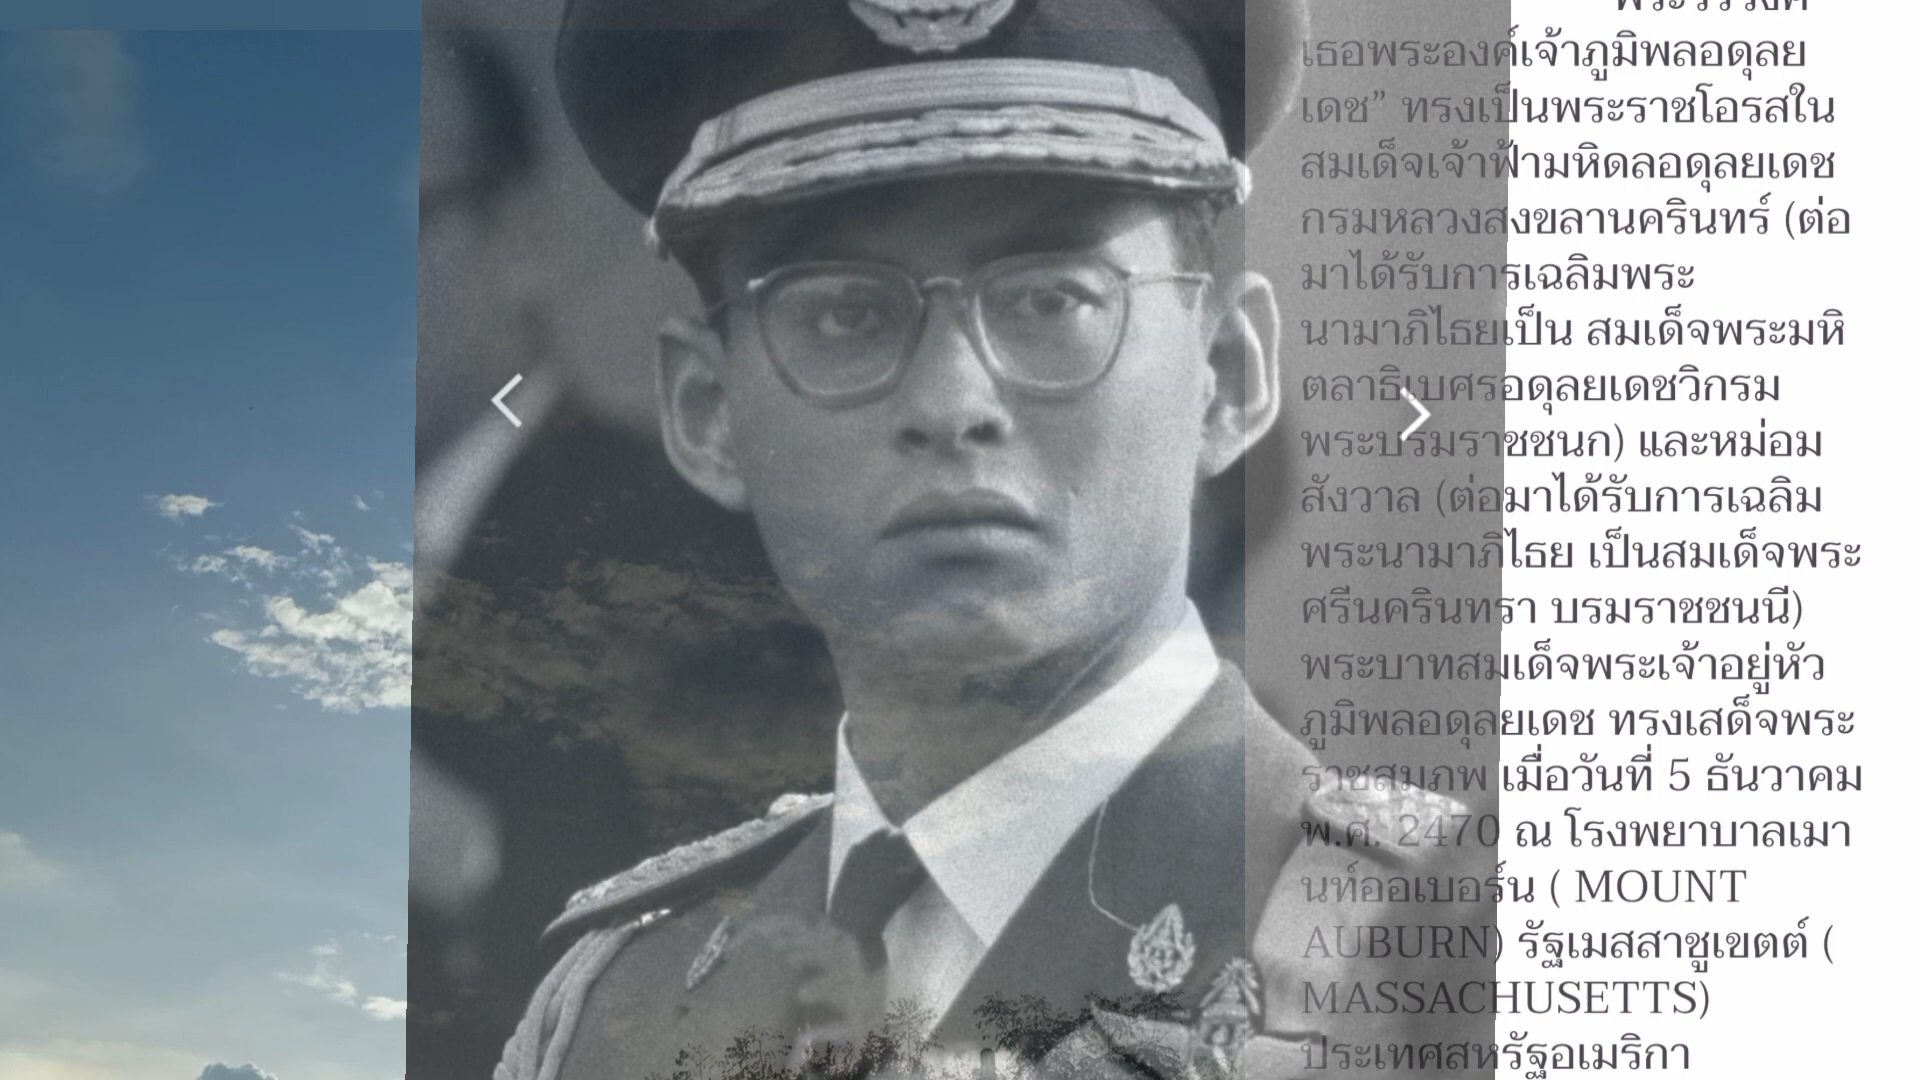 เธอพระองค์เจ้าภูมิพลอดุลย
เดช” ทรงเป็นพระราชโอรสใน
สมเด็จเจ้าฟ้ามหิดลอดุลยเดช
กรมหลวงสงขลานครินทร์ (ต่อ
มาได้รับการเฉลิมพระ
นามาภิไธยเป็น สมเด็จพระมหิ
ตลาธิเบศรอดุลยเดชวิกรม
พระบรมราชชนก) และหม่อม
สังวาล (ต่อมาได้รับการเฉลิม
พระนามาภิไธย เป็นสมเด็จพระ
ศรีนครินทรา บรมราชชนนี)
พระบาทสมเด็จพระเจ้าอยู่หัว
ภูมิพลอดุลยเดช ทรงเสด็จพระ
ราชสมภพ เมื่อวันที่ 5 ธันวาคม
พ.ศ. 2470 ณ โรงพยาบาลเมา
นท์ออเบอร์น ( MOUNT
AUBURN) รัฐเมสสาชูเขตต์ (
MASSACHUSETTS)
ประเทศสหรัฐอเมริกา